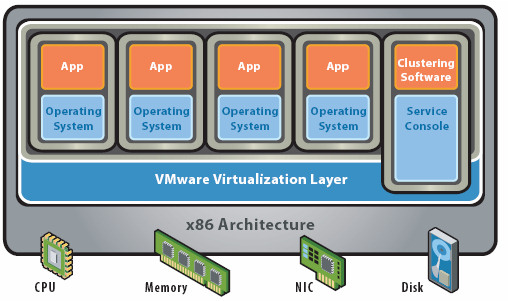 App
App
App
App
Clustering
Software
Operating
System
Operating
System
Operating
System
Operating
System
Service
Console
VMware Virtualization Layer
x86 Architecture
CPU
Memory
NIC
Disk